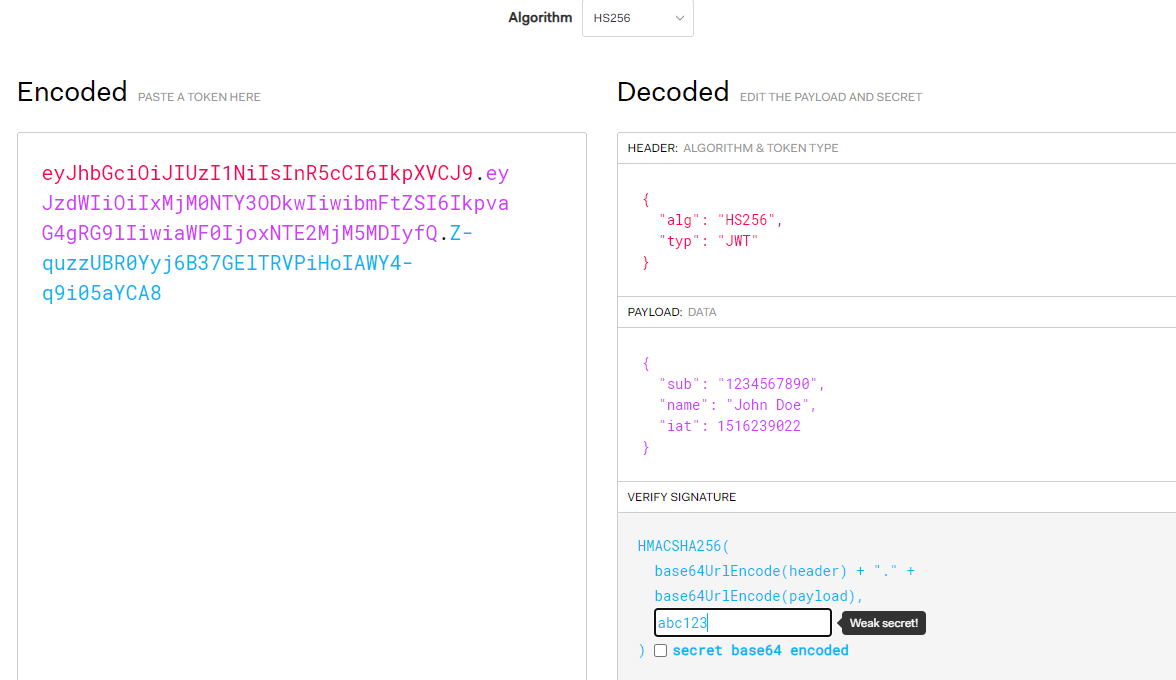 Algorithm HS256
Encoded PASTE A TOKEN HERE
eyJhbGciOiJIUzI1NiIsInR5cCI6IkpXVCJ9.ey
JzdWIiOiIxMjM0NTY3ODkwIiwibmFtZSI6Ikpva
G4gRG9lIiwiaWF0IjoxNTE2MjM5MDIyfQ.Z-
quzzUBR0Yyj6B37GElTRVPiHoIAWY4-
q9i05aYCA8
Decoded EDIT THE PAYLOAD AND SECRET
HEADER: ALGORITHM & TOKEN TYPE
{
"alg": "HS256",
"typ": "JWT"
}
PAYLOAD: DATA
{
"sub": "1234567890",
"name": "John Doe",
"iat": 1516239022
}
VERIFY SIGNATURE
HMACSHA256(
base64UrlEncode(header) + "." +
base64UrlEncode(payload),
abc123 Weak secret!
) secret base64 encoded